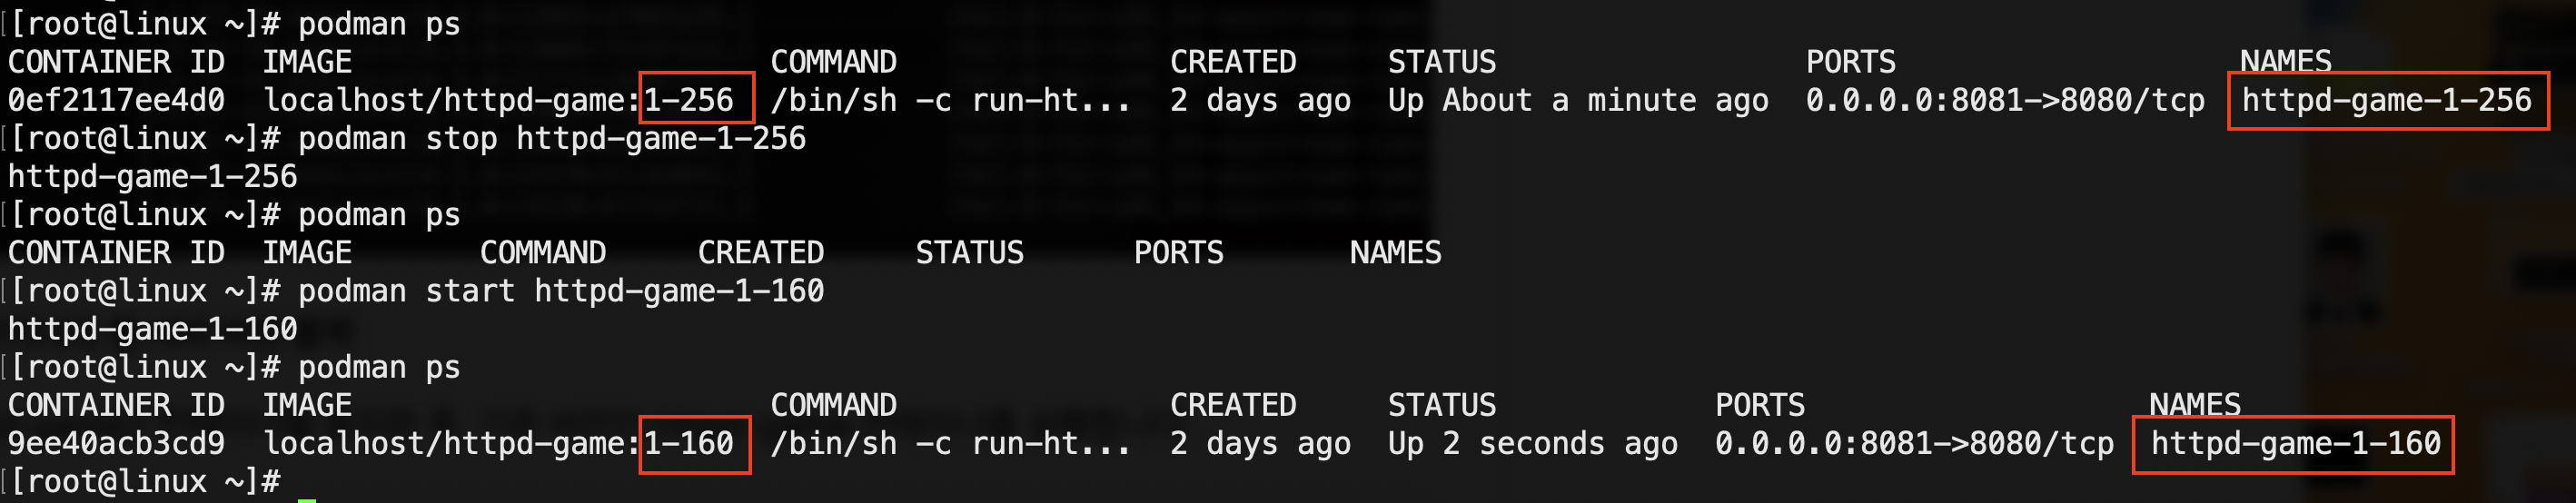 [[root@linux ~]# podman ps
CONTAINER ID  IMAGE                       COMMAND               CREATED     STATUS                 PORTS                   NAMES
0ef2117ee4d0  localhost/httpd-game:1-256  /bin/sh -c run-ht...  2 days ago  Up About a minute ago  0.0.0.0:8081->8080/tcp  httpd-game-1-256
[[root@linux ~]# podman stop httpd-game-1-256
httpd-game-1-256
[[root@linux ~]# podman ps
CONTAINER ID  IMAGE       COMMAND     CREATED     STATUS      PORTS       NAMES
[[root@linux ~]# podman start httpd-game-1-160
httpd-game-1-160
[[root@linux ~]# podman ps
CONTAINER ID  IMAGE                       COMMAND               CREATED     STATUS            PORTS                   NAMES
9ee40acb3cd9  localhost/httpd-game:1-160  /bin/sh -c run-ht...  2 days ago  Up 2 seconds ago  0.0.0.0:8081->8080/tcp  httpd-game-1-160
[[root@linux ~]#